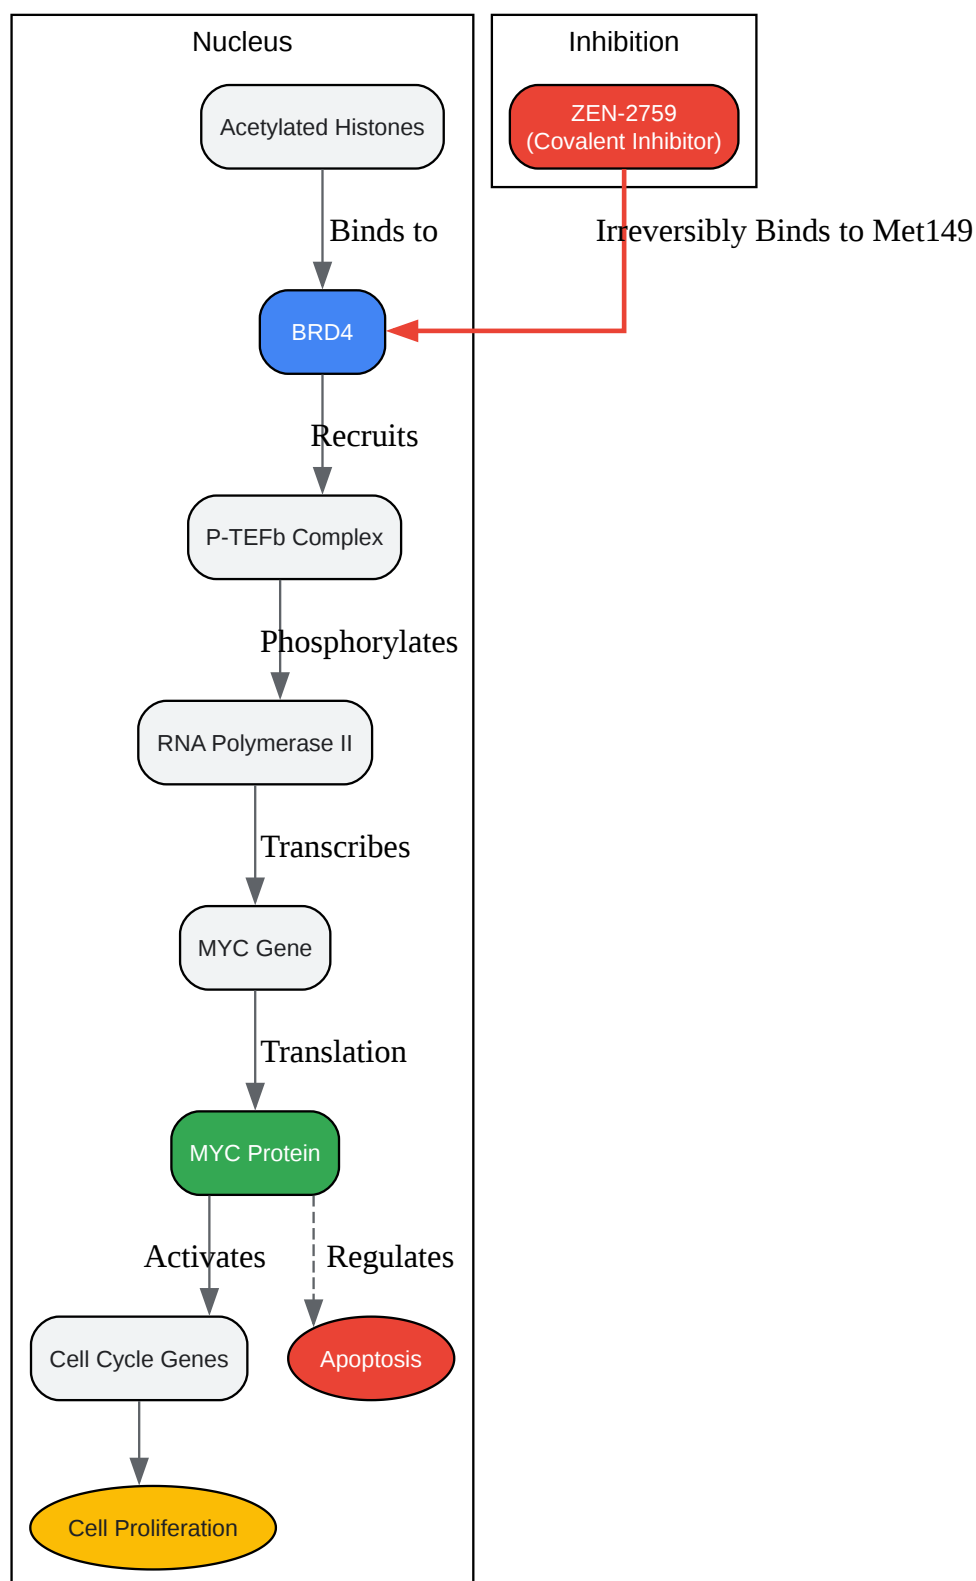 Nucleus
Inhibition
Acetylated Histones
ZEN-2759
(Covalent Inhibitor)
Binds to
Irreversibly Binds to Met149
BRD4
Recruits
P-TEFb Complex
Phosphorylates
RNA Polymerase II
Transcribes
MYC Gene
Translation
MYC Protein
Activates
Regulates
Cell Cycle Genes
Apoptosis
Cell Proliferation